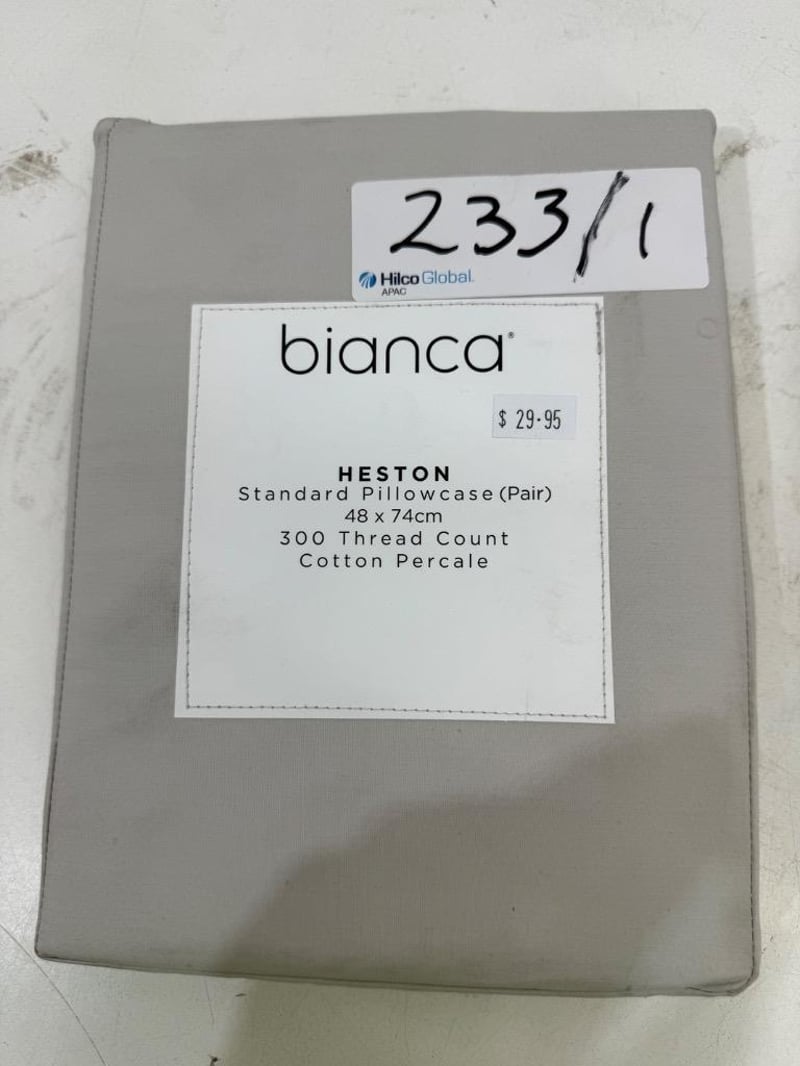 233/1
Hilco Global.
APAC
bianca®
$ 29.95
HESTON
Standard Pillowcase (Pair)
48 x 74cm
300 Thread Count
Cotton Percale